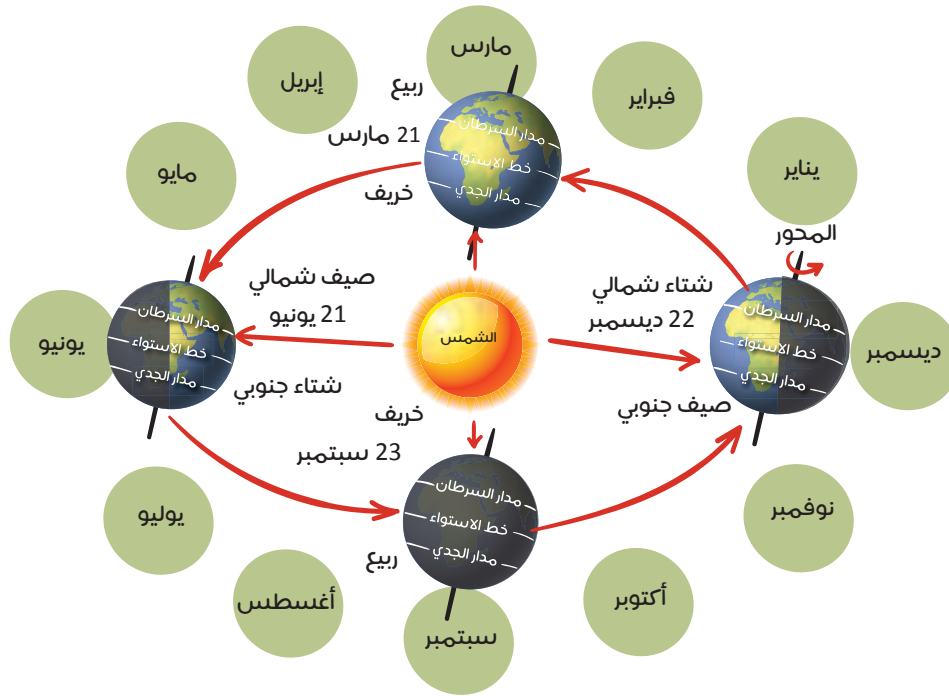 مارس
إبريل
فبراير
ربيع
21 مارس
خريف
مدار السرطان
خط الاستواء
مدار الجدي
مايو
يناير
المحور
صيف شمالي
21 يونيو
شتاء جنوبي
شتاء شمالي
22 ديسمبر
صيف جنوبي
الشمس
يونيو
مدار السرطان
خط الاستواء
مدار الجدي
مدار السرطان
خط الاستواء
مدار الجدي
ديسمبر
خريف
23 سبتمبر
ربيع
مدار السرطان
خط الاستواء
مدار الجدي
يوليو
نوفمبر
أغسطس
أكتوبر
سبتمبر